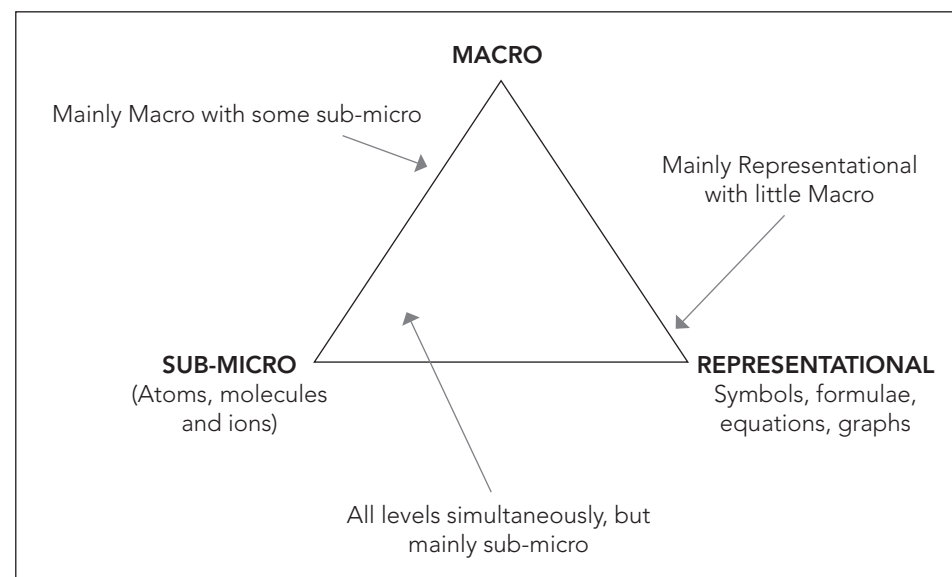 MACRO
Mainly Macro with some sub-micro
Mainly Representational
with little Macro
SUB-MICRO
(Atoms, molecules
and ions)
REPRESENTATIONAL
Symbols, formulae,
equations, graphs
All levels simultaneously, but
mainly sub-micro